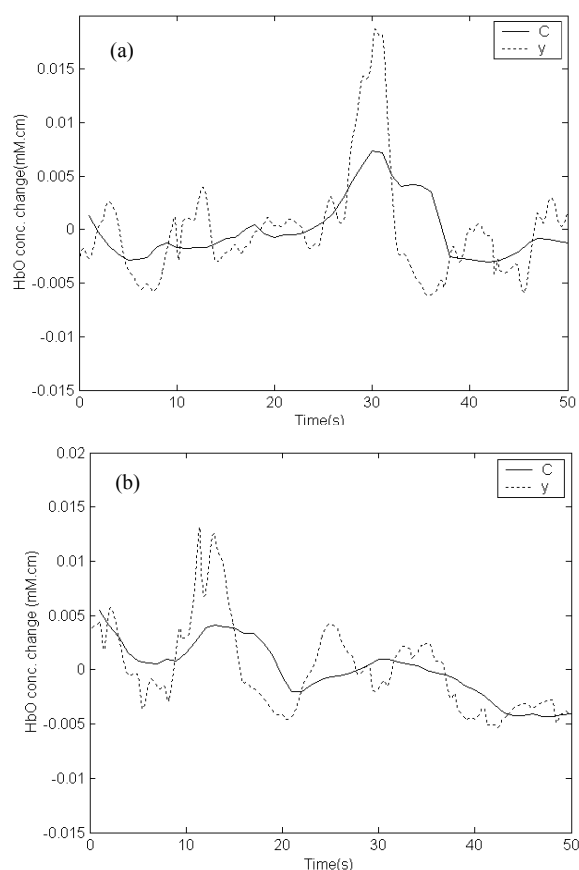 (a)
C
y
0.015
0.01
0.005
0
-0.005
-0.01
-0.015
HbO conc. change(mM.cm)
0 10 20 30 40 50
Time(s)
(b)
C
y
0.02
0.015
0.01
0.005
0
-0.005
-0.01
-0.015
HbO conc. change (mM.cm)
0 10 20 30 40 50
Time(s)